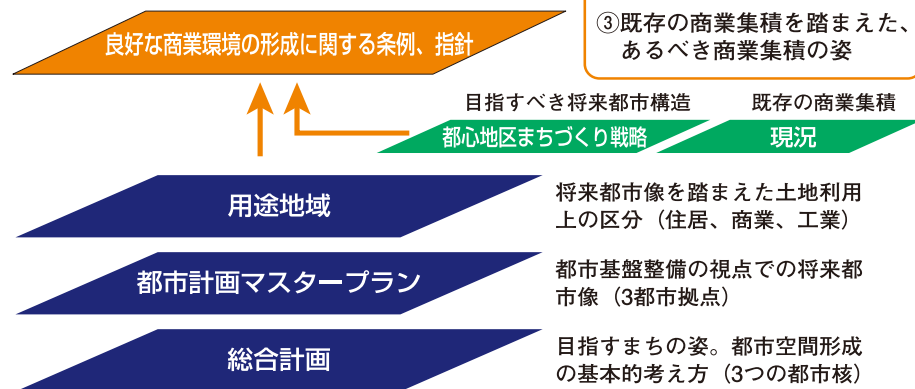 ③既存の商業集積を踏まえた、
あるべき商業集積の姿
良好な商業環境の形成に関する条例、指針
目指すべき将来都市構造
既存の商業集積
都心地区まちづくり戦略
現況
用途地域
将来都市像を踏まえた土地利用
上の区分（住居、商業、工業）
都市計画マスタープラン
都市基盤整備の視点での将来都
市像（3都市拠点）
総合計画
目指すまちの姿。都市空間形成
の基本的考え方（3つの都市核）